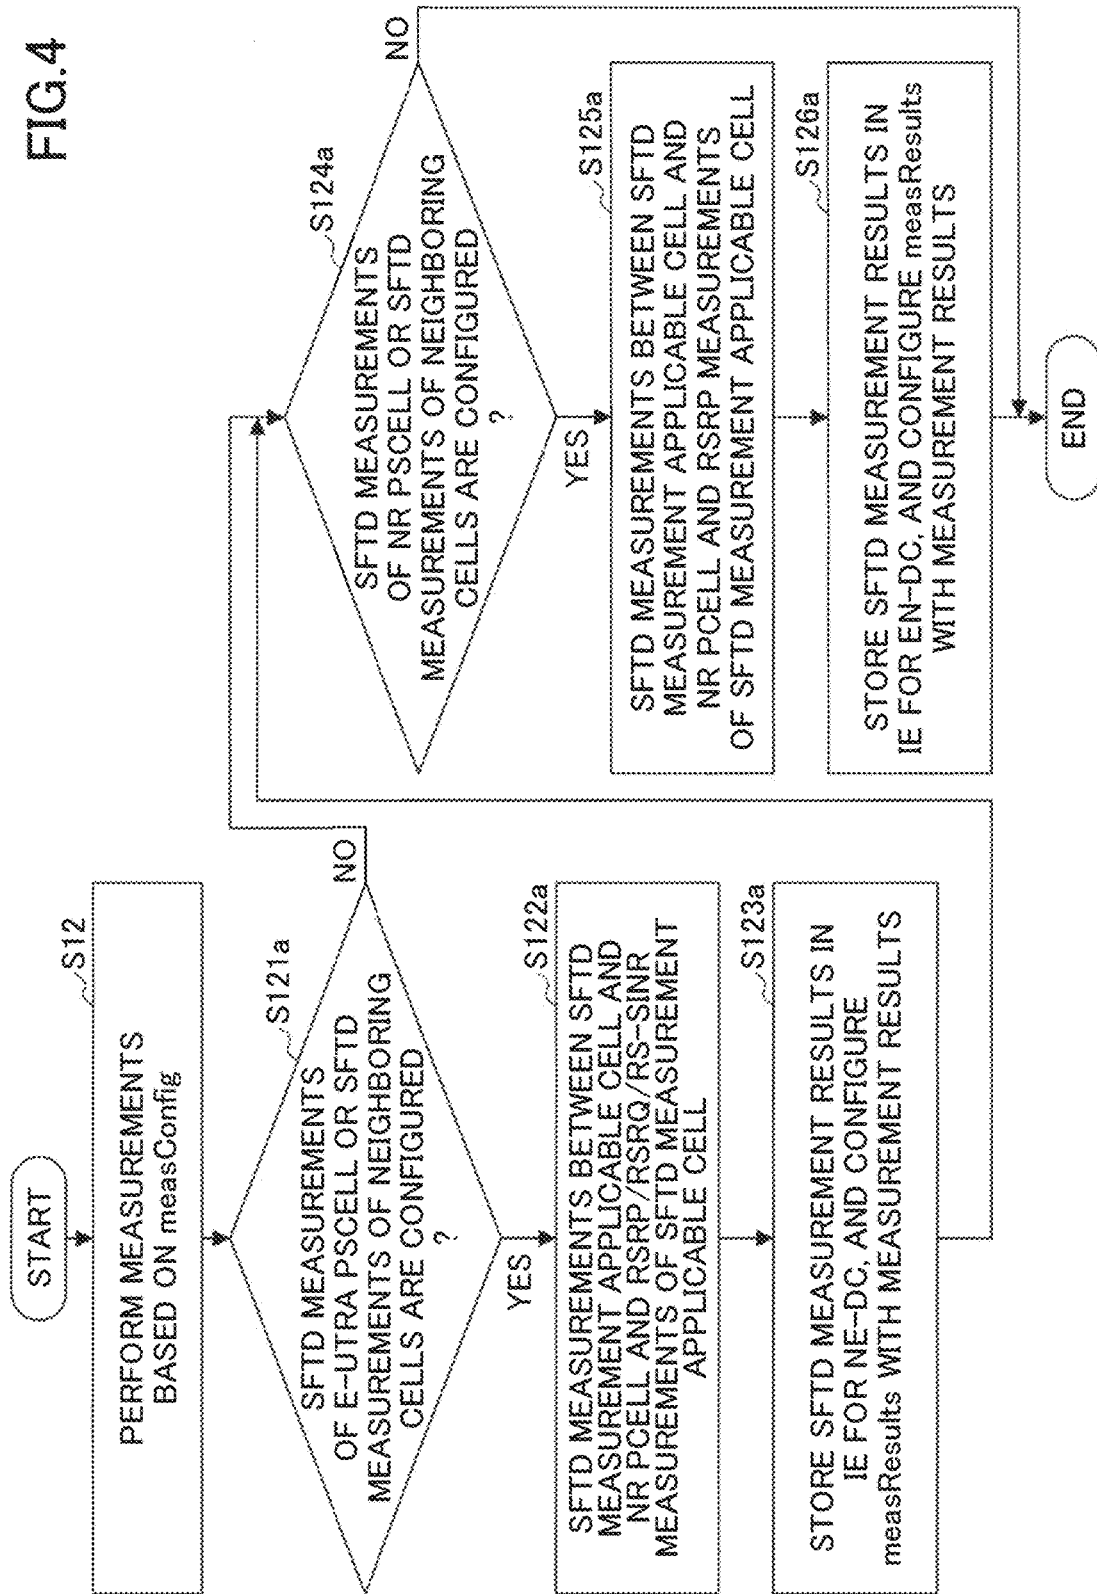 FIG.4
START
S12
PERFORM MEASUREMENTS
BASED ON measConfig
S121a
SFTD MEASUREMENTS
OF E-UTRA PSCELL OR SFTD
MEASUREMENTS OF NEIGHBORING
CELLS ARE CONFIGURED
?
NO
YES
S122a
SFTD MEASUREMENTS BETWEEN SFTD
MEASUREMENT APPLICABLE CELL AND
NR PCELL AND RSRP/RSRQ/RS-SINR
MEASUREMENTS OF SFTD MEASUREMENT
APPLICABLE CELL
S123a
STORE SFTD MEASUREMENT RESULTS IN
IE FOR NE-DC, AND CONFIGURE
measResults WITH MEASUREMENT RESULTS
S124a
SFTD MEASUREMENTS
OF NR PSCELL OR SFTD
MEASUREMENTS OF NEIGHBORING
CELLS ARE CONFIGURED
?
NO
YES
S125a
SFTD MEASUREMENTS BETWEEN SFTD
MEASUREMENT APPLICABLE CELL AND
NR PCELL AND RSRP MEASUREMENTS
OF SFTD MEASUREMENT APPLICABLE CELL
S126a
STORE SFTD MEASUREMENT RESULTS IN
IE FOR EN-DC, AND CONFIGURE measResults
WITH MEASUREMENT RESULTS
END